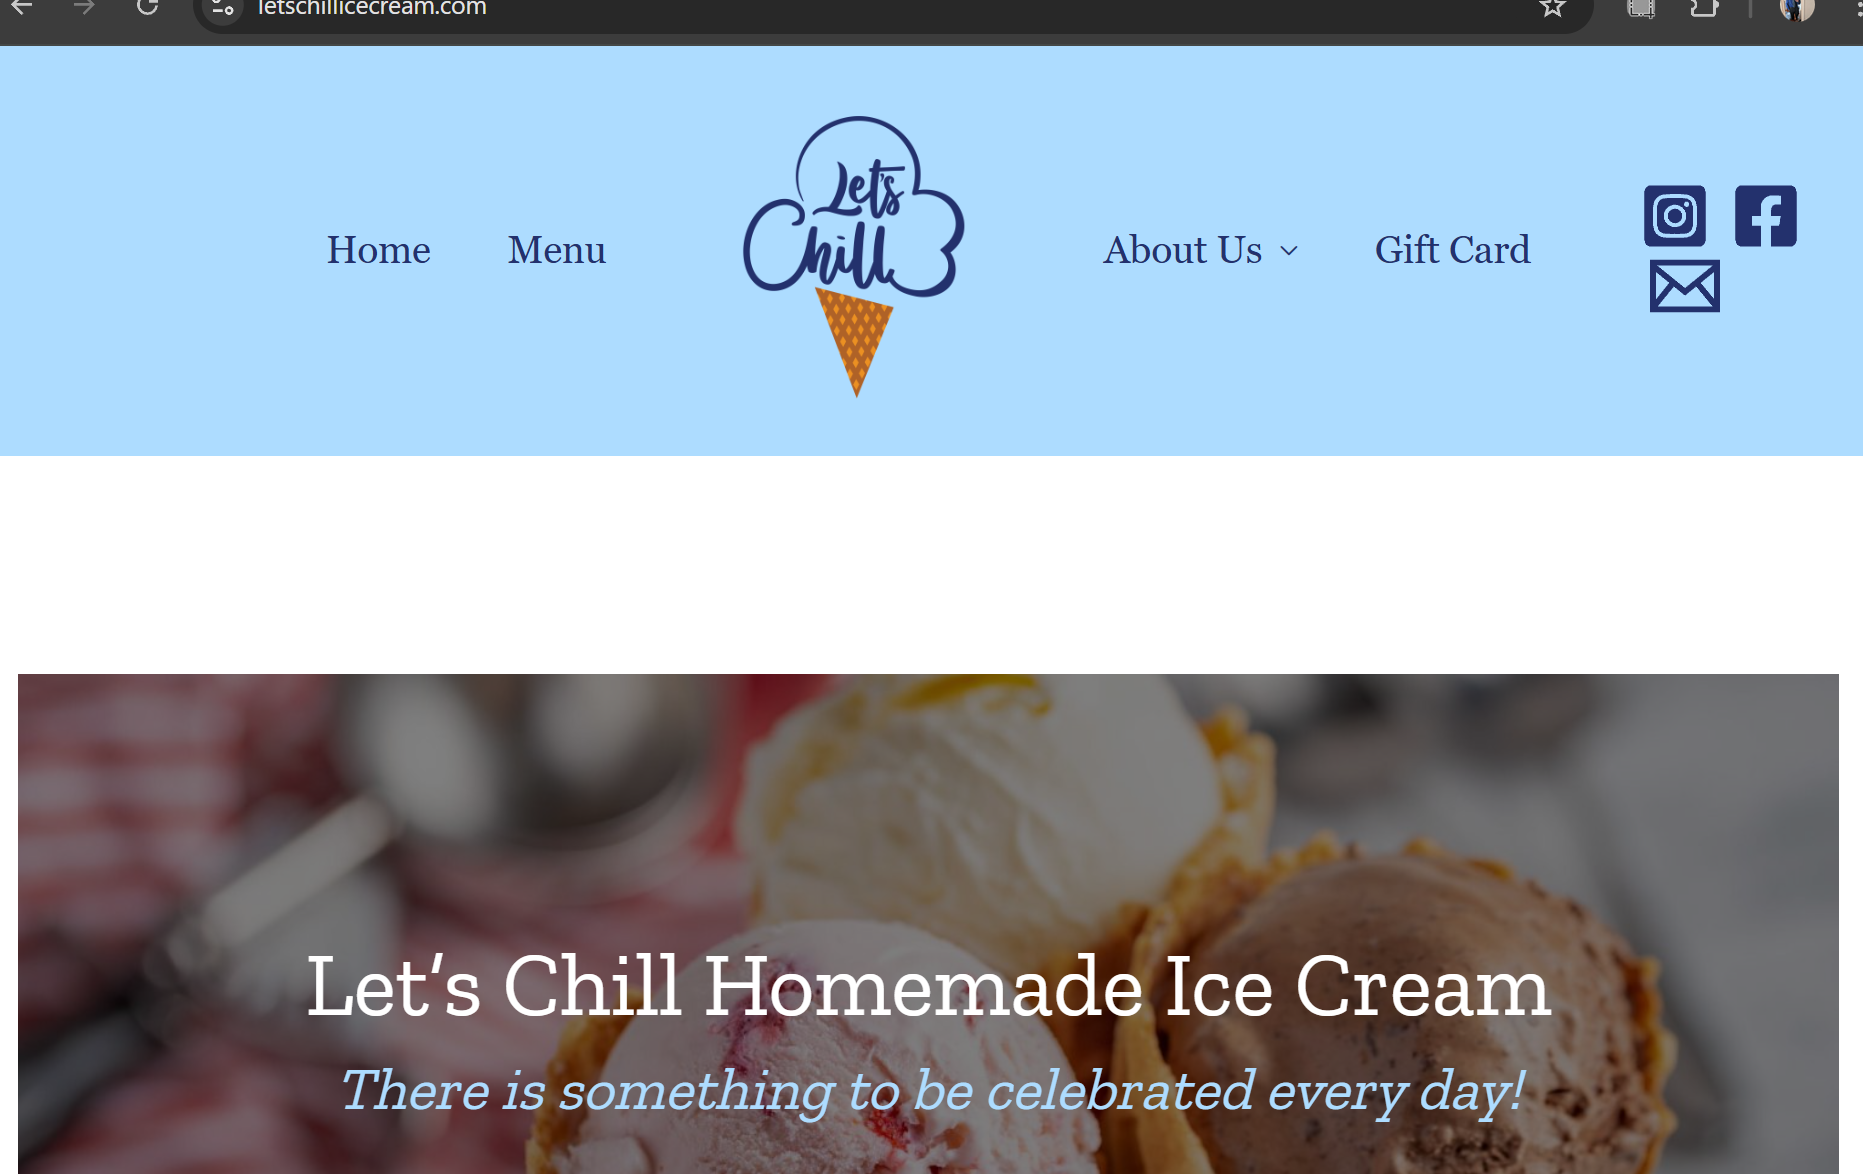 letschillicecream.com
Home
Menu
Let's
Chill
About Us
Gift Card
Let's Chill Homemade Ice Cream
There is something to be celebrated every day!